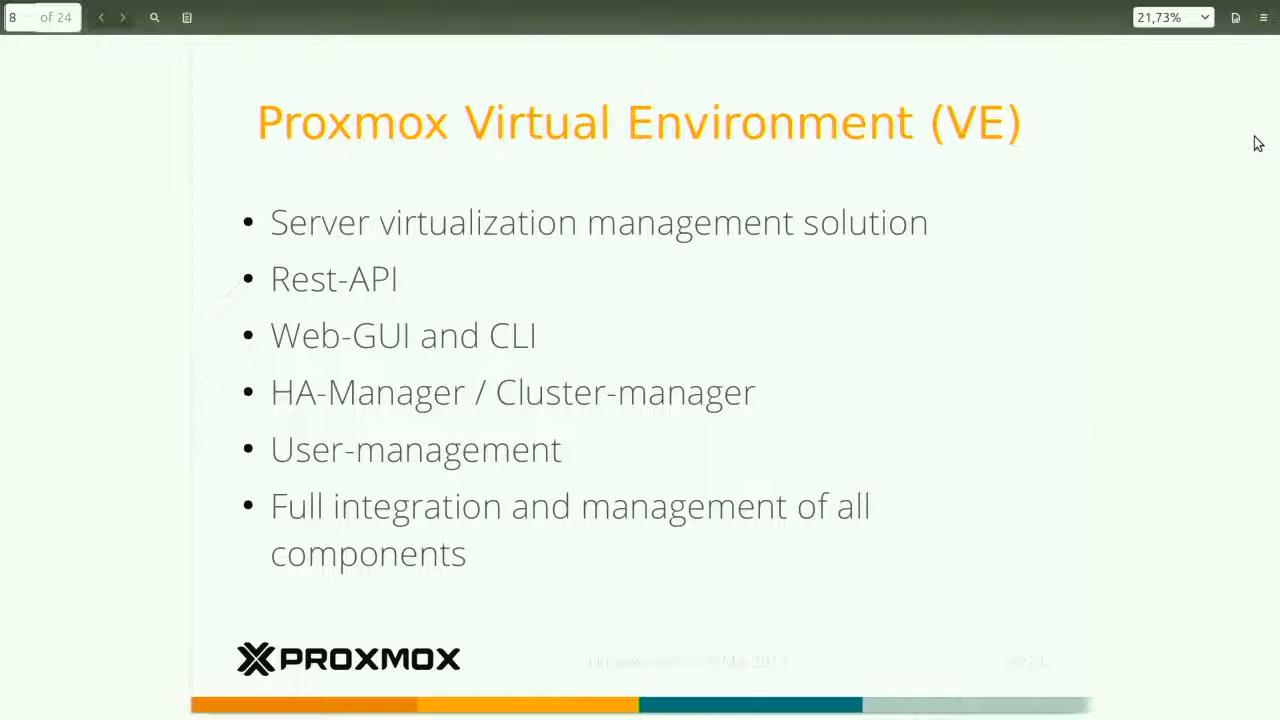 8 of 24
21,73%
Proxmox Virtual Environment (VE)
• Server virtualization management solution
• Rest-API
• Web-GUI and CLI
• HA-Manager / Cluster-manager
• User-management
• Full integration and management of all
components
PROXMOX